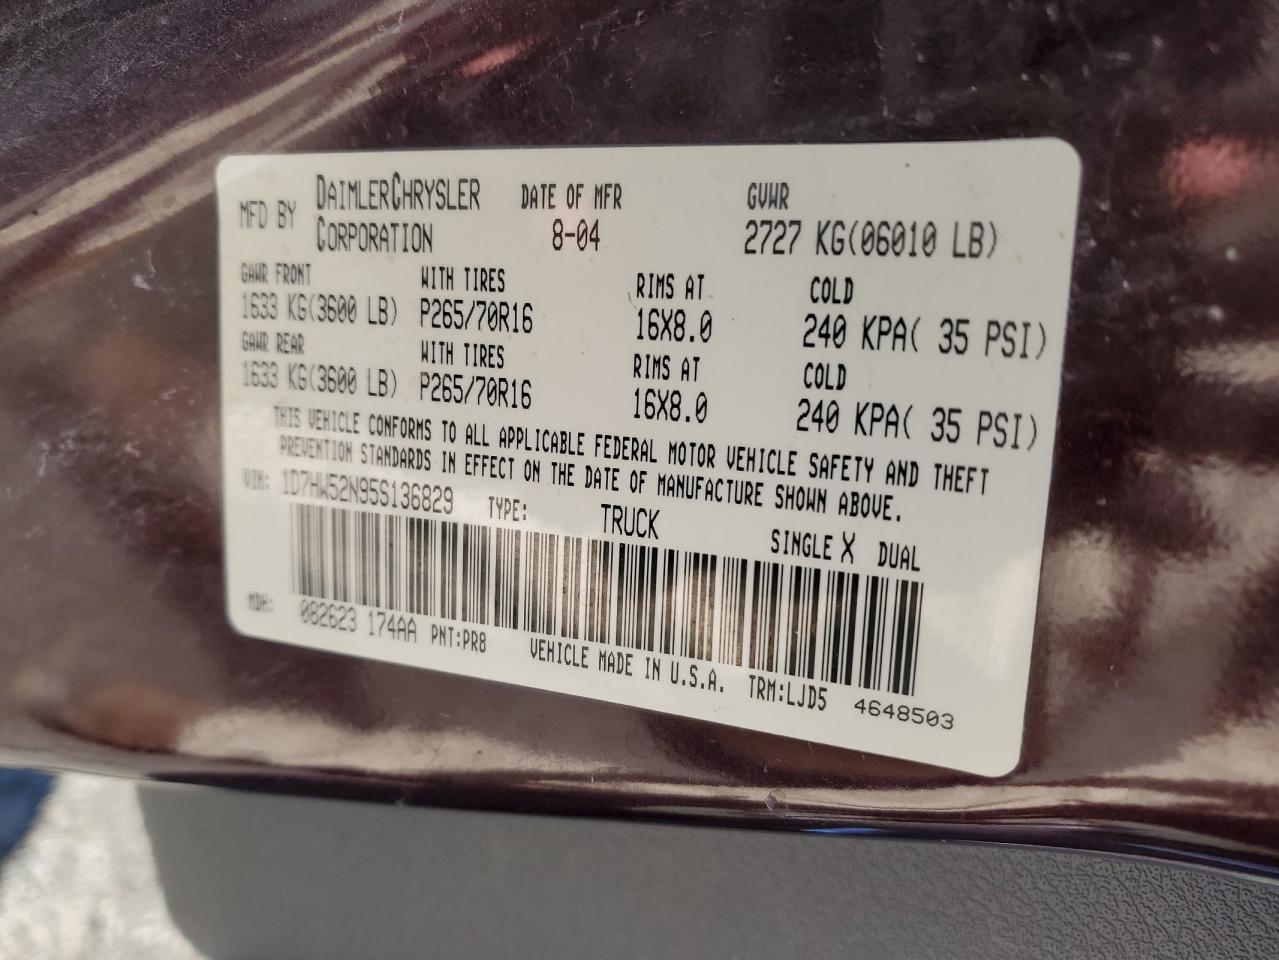 MFD BY DAIMLERCHRYSLER CORPORATION DATE OF MFR 8-04 GVWR 2727 KG(06010 LB)
GAWR FRONT WITH TIRES RIMS AT COLD
1633 KG(3600 LB) P265/70R16 16X8.0 240 KPA( 35 PSI)
GAWR REAR WITH TIRES RIMS AT COLD
1633 KG(3600 LB) P265/70R16 16X8.0 240 KPA( 35 PSI)
THIS VEHICLE CONFORMS TO ALL APPLICABLE FEDERAL MOTOR VEHICLE SAFETY AND THEFT
PREVENTION STANDARDS IN EFFECT ON THE DATE OF MANUFACTURE SHOWN ABOVE.
VIN: 1D7HW52N95S136829 TYPE: TRUCK SINGLE X DUAL
MDH: 082623 174AA PNT:PR8 VEHICLE MADE IN U.S.A. TRM:LJD5 4648503